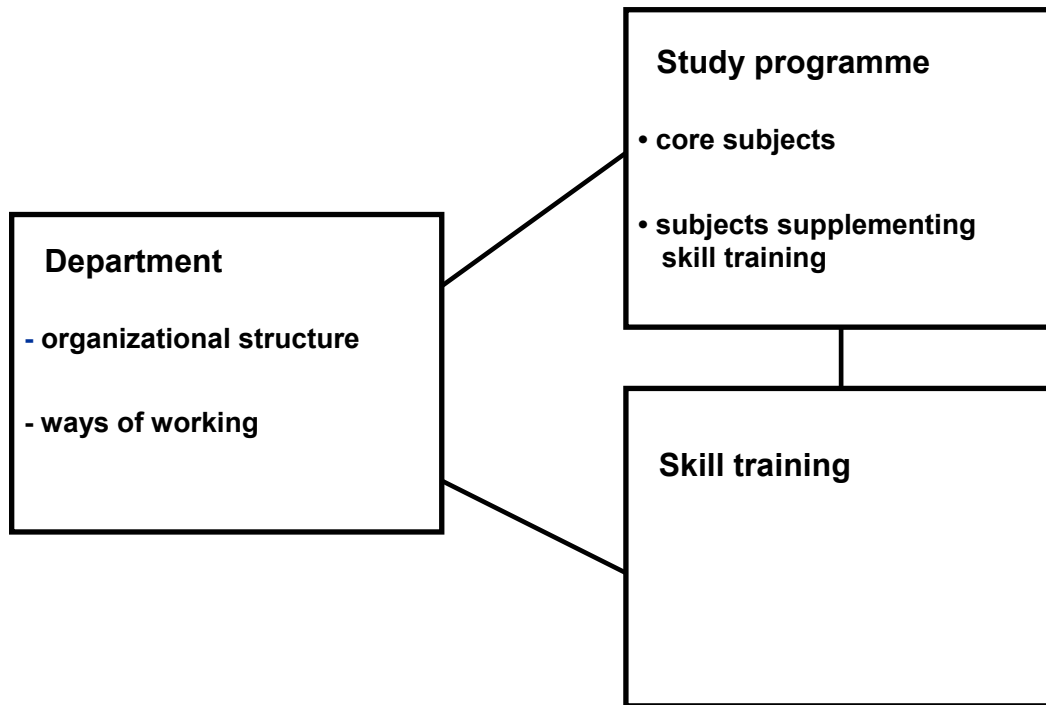 Study programme
• core subjects
• subjects supplementing
skill training
Department
- organizational structure
- ways of working
Skill training